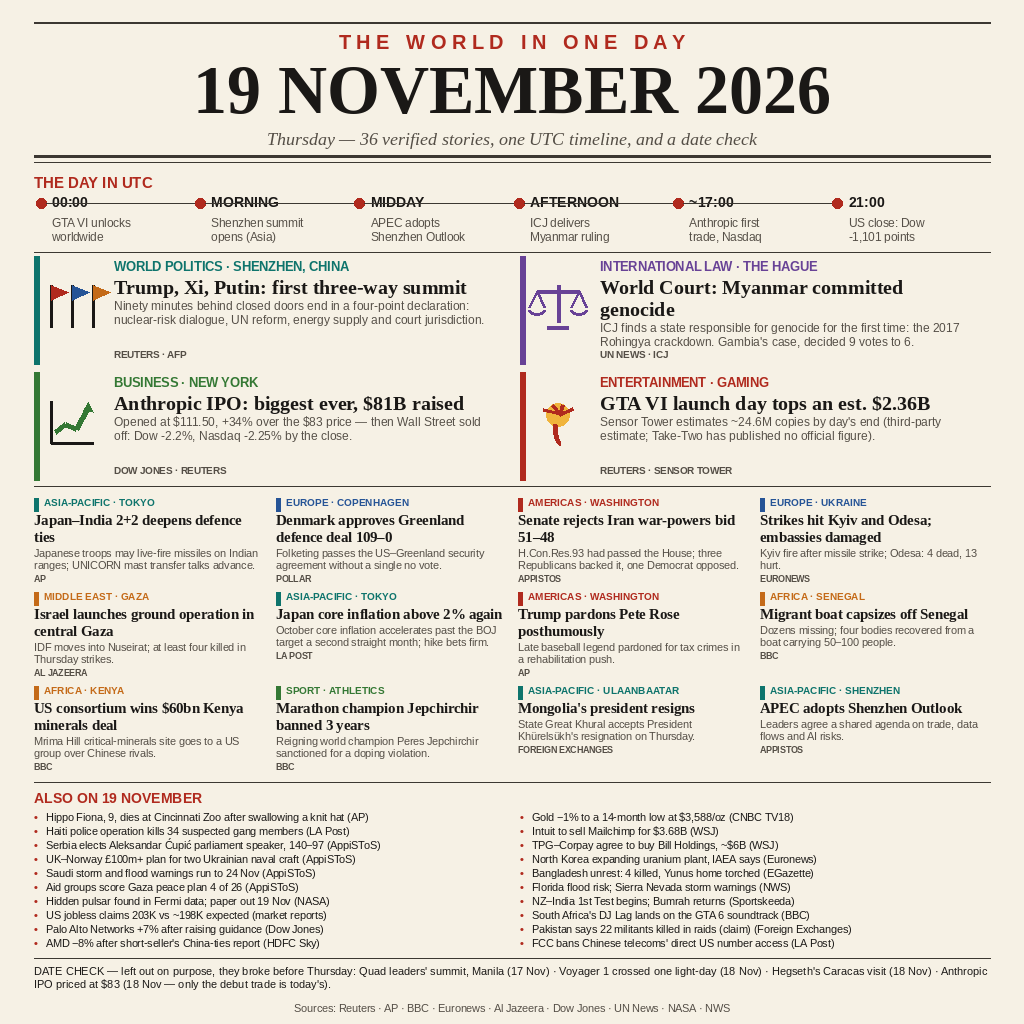 THE WORLD IN ONE DAY
19 NOVEMBER 2026
Thursday — 36 verified stories, one UTC timeline, and a date check
THE DAY IN UTC
00:00
GTA VI unlocks
worldwide
MORNING
Shenzhen summit
opens (Asia)
MIDDAY
APEC adopts
Shenzhen Outlook
AFTERNOON
ICJ delivers
Myanmar ruling
~17:00
Anthropic first
trade, Nasdaq
21:00
US close: Dow
-1,101 points
WORLD POLITICS · SHENZHEN, CHINA
Trump, Xi, Putin: first three-way summit
Ninety minutes behind closed doors end in a four-point declaration:
nuclear-risk dialogue, UN reform, energy supply and court jurisdiction.
REUTERS · AFP
INTERNATIONAL LAW · THE HAGUE
World Court: Myanmar committed
genocide
ICJ finds a state responsible for genocide for the first time: the 2017
Rohingya crackdown. Gambia's case, decided 9 votes to 6.
UN NEWS · ICJ
BUSINESS · NEW YORK
Anthropic IPO: biggest ever, $81B raised
Opened at $111.50, +34% over the $83 price — then Wall Street sold
off: Dow -2.2%, Nasdaq -2.25% by the close.
DOW JONES · REUTERS
ENTERTAINMENT · GAMING
GTA VI launch day tops an est. $2.36B
Sensor Tower estimates ~24.6M copies by day's end (third-party
estimate; Take-Two has published no official figure).
REUTERS · SENSOR TOWER
ASIA-PACIFIC · TOKYO
Japan–India 2+2 deepens defence
ties
Japanese troops may live-fire missiles on Indian
ranges; UNICORN mast transfer talks advance.
AP
EUROPE · COPENHAGEN
Denmark approves Greenland
defence deal 109–0
Folketing passes the US–Greenland security
agreement without a single no vote.
POLLAR
AMERICAS · WASHINGTON
Senate rejects Iran war-powers bid
51–48
H.Con.Res.93 had passed the House; three
Republicans backed it, one Democrat opposed.
APPISTOS
EUROPE · UKRAINE
Strikes hit Kyiv and Odesa;
embassies damaged
Kyiv fire after missile strike; Odesa: 4 dead, 13
hurt.
EURONEWS
MIDDLE EAST · GAZA
Israel launches ground operation in
central Gaza
IDF moves into Nuseirat; at least four killed in
Thursday strikes.
AL JAZEERA
ASIA-PACIFIC · TOKYO
Japan core inflation above 2% again
October core inflation accelerates past the BOJ
target a second straight month; hike bets firm.
LA POST
AMERICAS · WASHINGTON
Trump pardons Pete Rose
posthumously
Late baseball legend pardoned for tax crimes in
a rehabilitation push.
AP
AFRICA · SENEGAL
Migrant boat capsizes off Senegal
Dozens missing; four bodies recovered from a
boat carrying 50–100 people.
BBC
AFRICA · KENYA
US consortium wins $60bn Kenya
minerals deal
Mrima Hill critical-minerals site goes to a US
group over Chinese rivals.
BBC
SPORT · ATHLETICS
Marathon champion Jepchirchir
banned 3 years
Reigning world champion Peres Jepchirchir
sanctioned for a doping violation.
BBC
ASIA-PACIFIC · ULAANBAATAR
Mongolia's president resigns
State Great Khural accepts President
Khürelsükh's resignation on Thursday.
FOREIGN EXCHANGES
ASIA-PACIFIC · SHENZHEN
APEC adopts Shenzhen Outlook
Leaders agree a shared agenda on trade, data
flows and AI risks.
APPISTOS
ALSO ON 19 NOVEMBER
• Hippo Fiona, 9, dies at Cincinnati Zoo after swallowing a knit hat (AP)
• Haiti police operation kills 34 suspected gang members (LA Post)
• Serbia elects Aleksandar Ćupić parliament speaker, 140–97 (AppiSToS)
• UK–Norway £100m+ plan for two Ukrainian naval craft (AppiSToS)
• Saudi storm and flood warnings run to 24 Nov (AppiSToS)
• Aid groups score Gaza peace plan 4 of 26 (AppiSToS)
• Hidden pulsar found in Fermi data; paper out 19 Nov (NASA)
• US jobless claims 203K vs ~198K expected (market reports)
• Palo Alto Networks +7% after raising guidance (Dow Jones)
• AMD −8% after short-seller's China-ties report (HDFC Sky)
• Gold −1% to a 14-month low at $3,588/oz (CNBC TV18)
• Intuit to sell Mailchimp for $3.68B (WSJ)
• TPG–Corpay agree to buy Bill Holdings, ~$6B (WSJ)
• North Korea expanding uranium plant, IAEA says (Euronews)
• Bangladesh unrest: 4 killed, Yunus home torched (EGazette)
• Florida flood risk; Sierra Nevada storm warnings (NWS)
• NZ–India 1st Test begins; Bumrah returns (Sportskeeda)
• South Africa's DJ Lag lands on the GTA 6 soundtrack (BBC)
• Pakistan says 22 militants killed in raids (claim) (Foreign Exchanges)
• FCC bans Chinese telecoms' direct US number access (LA Post)
DATE CHECK — left out on purpose, they broke before Thursday: Quad leaders' summit, Manila (17 Nov) · Voyager 1 crossed one light-day (18 Nov) · Hegseth's Caracas visit (18 Nov) · Anthropic
IPO priced at $83 (18 Nov — only the debut trade is today's).
Sources: Reuters · AP · BBC · Euronews · Al Jazeera · Dow Jones · UN News · NASA · NWS